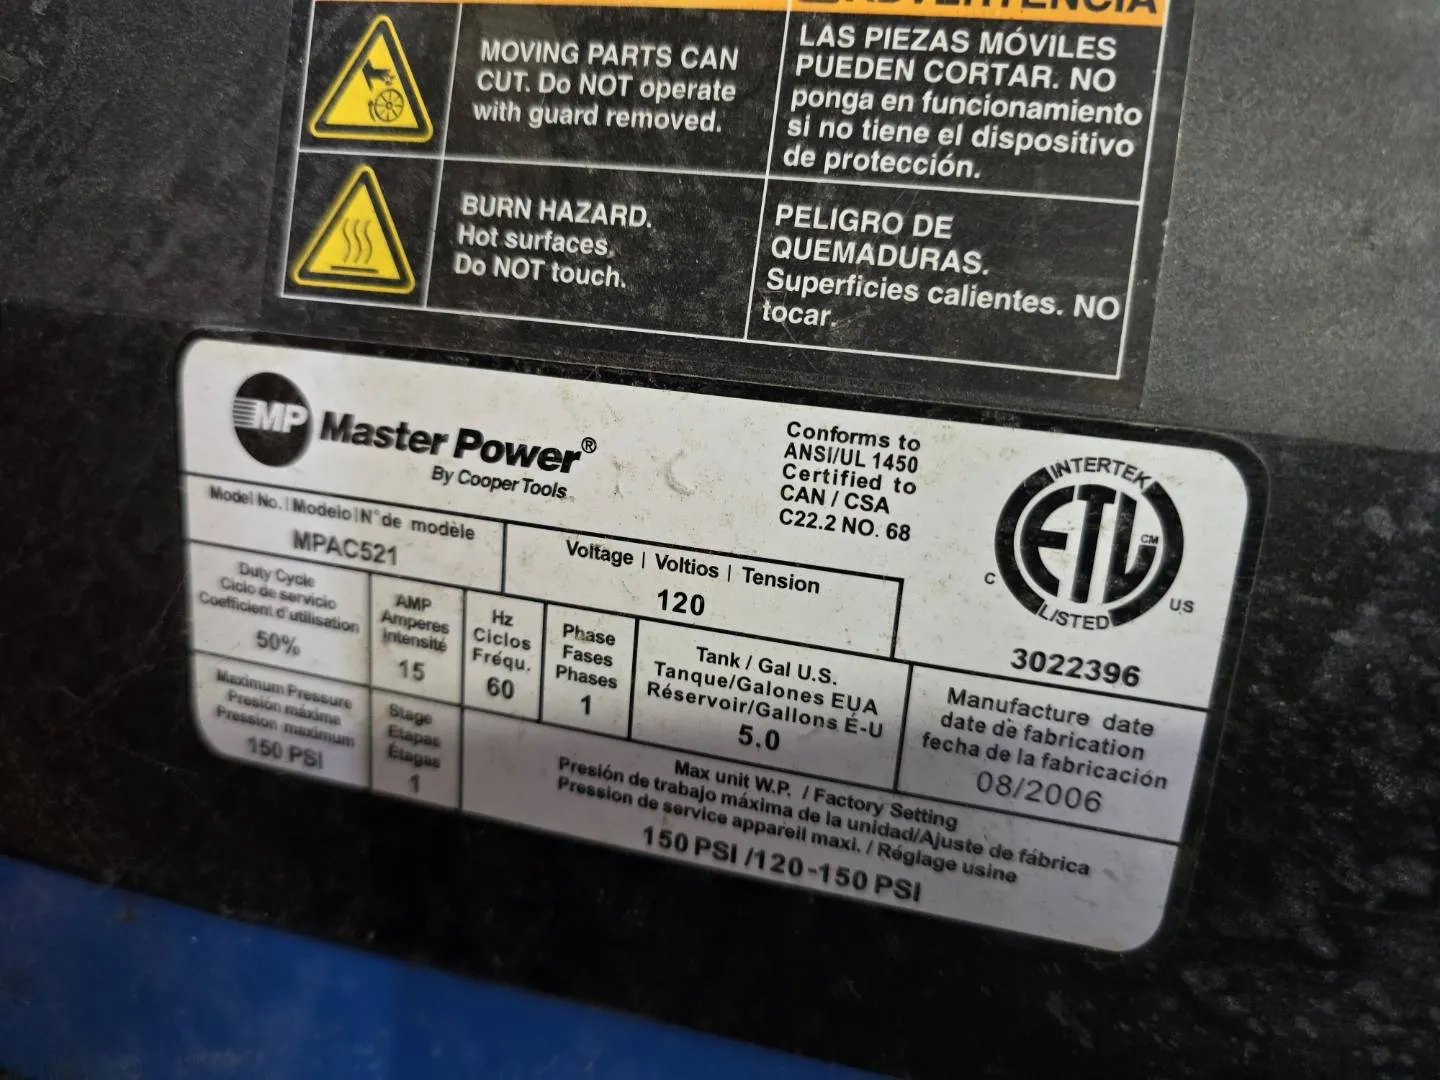 ADVERTENCIA
MOVING PARTS CAN
CUT. Do NOT operate
with guard removed.
LAS PIEZAS MÓVILES
PUEDEN CORTAR. NO
ponga en funcionamiento
si no tiene el dispositivo
de protección.
BURN HAZARD.
Hot surfaces.
Do NOT touch.
PELIGRO DE
QUEMADURAS.
Superficies calientes. NO
tocar.
MP Master Power®
By Cooper Tools
Conforms to
ANSI/UL 1450
Certified to
CAN / CSA
C22.2 NO. 68
INTERTEK
ETL CM
LISTED
C US
3022396
Model No. | Modelo | N° de modèle
MPAC521
Voltage | Voltios | Tension
120
Duty Cycle
Ciclo de servicio
Coefficient d'utilisation
50%
AMP
Amperes
Intensité
15
Hz
Ciclos
Fréqu.
60
Phase
Fases
Phases
1
Tank / Gal U.S.
Tanque/Galones EUA
Réservoir/Gallons É-U
5.0
Manufacture date
date de fabrication
fecha de la fabricación
08/2006
Maximum Pressure
Presión máxima
Pression maximum
150 PSI
Stage
Etapas
Étages
1
Max unit W.P. / Factory Setting
Presión de trabajo máxima de la unidad/Ajuste de fábrica
Pression de service appareil maxi. / Réglage usine
150 PSI /120-150 PSI